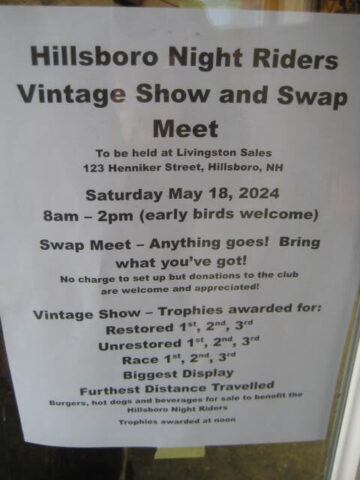 Hillsboro Night Riders
Vintage Show and Swap
Meet
To be held at Livingston Sales
123 Henniker Street, Hillsboro, NH
Saturday May 18, 2024
8am – 2pm (early birds welcome)
Swap Meet – Anything goes!  Bring
what you've got!
No charge to set up but donations to the club
are welcome and appreciated!
Vintage Show – Trophies awarded for:
Restored 1st, 2nd, 3rd
Unrestored 1st, 2nd, 3rd
Race 1st, 2nd, 3rd
Biggest Display
Furthest Distance Travelled
Burgers, hot dogs and beverages for sale to benefit the
Hillsboro Night Riders
Trophies awarded at noon